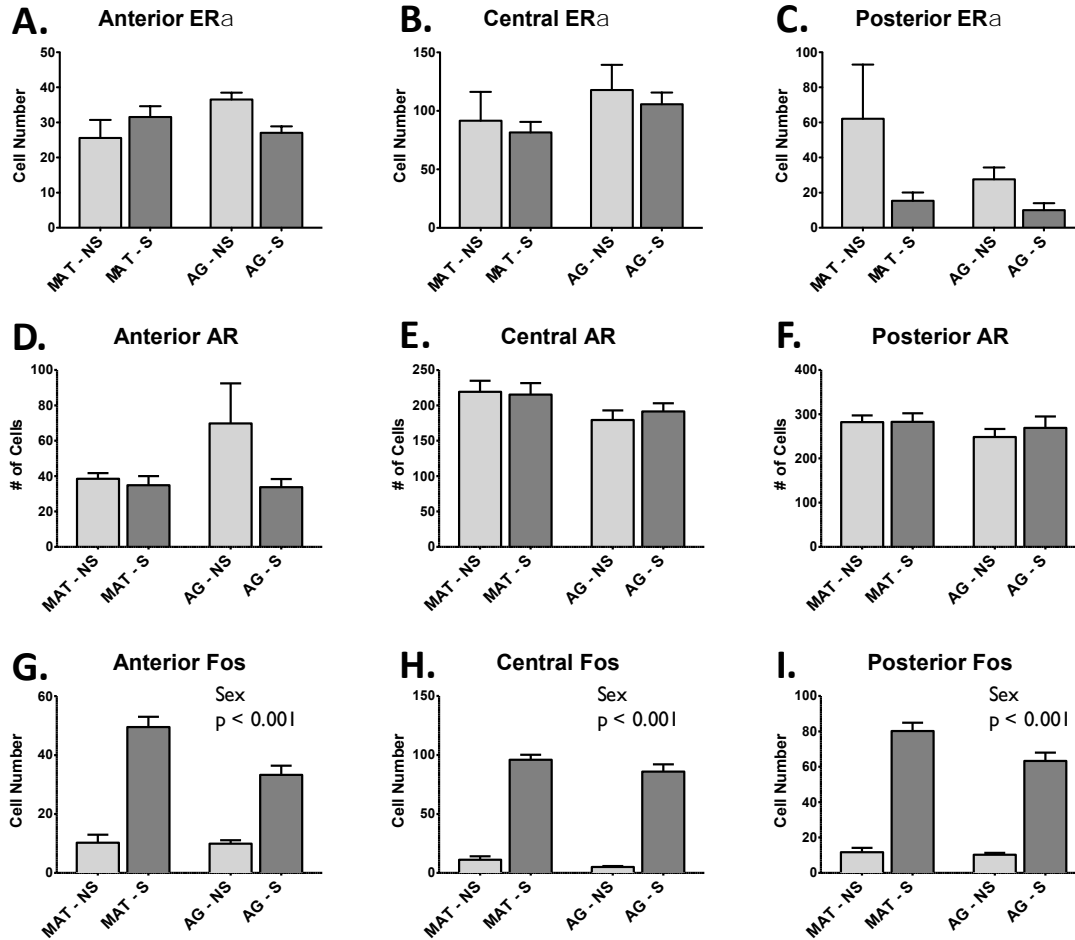 A.
Anterior ERa
Cell Number
50
40
30
20
10
0
MAT - NS
MAT - S
AG - NS
AG - S
B.
Central ERa
Cell Number
150
100
50
0
MAT - NS
MAT - S
AG - NS
AG - S
C.
Posterior ERa
Cell Number
100
80
60
40
20
0
MAT - NS
MAT - S
AG - NS
AG - S
D.
Anterior AR
# of Cells
100
80
60
40
20
0
MAT - NS
MAT - S
AG - NS
AG - S
E.
Central AR
# of Cells
250
200
150
100
50
0
MAT - NS
MAT - S
AG - NS
AG - S
F.
Posterior AR
# of Cells
400
300
200
100
0
MAT - NS
MAT - S
AG - NS
AG - S
G.
Anterior Fos
Sex
p < 0.001
Cell Number
60
40
20
0
MAT - NS
MAT - S
AG - NS
AG - S
H.
Central Fos
Sex
p < 0.001
Cell Number
150
100
50
0
MAT - NS
MAT - S
AG - NS
AG - S
I.
Posterior Fos
Sex
p < 0.001
Cell Number
100
80
60
40
20
0
MAT - NS
MAT - S
AG - NS
AG - S